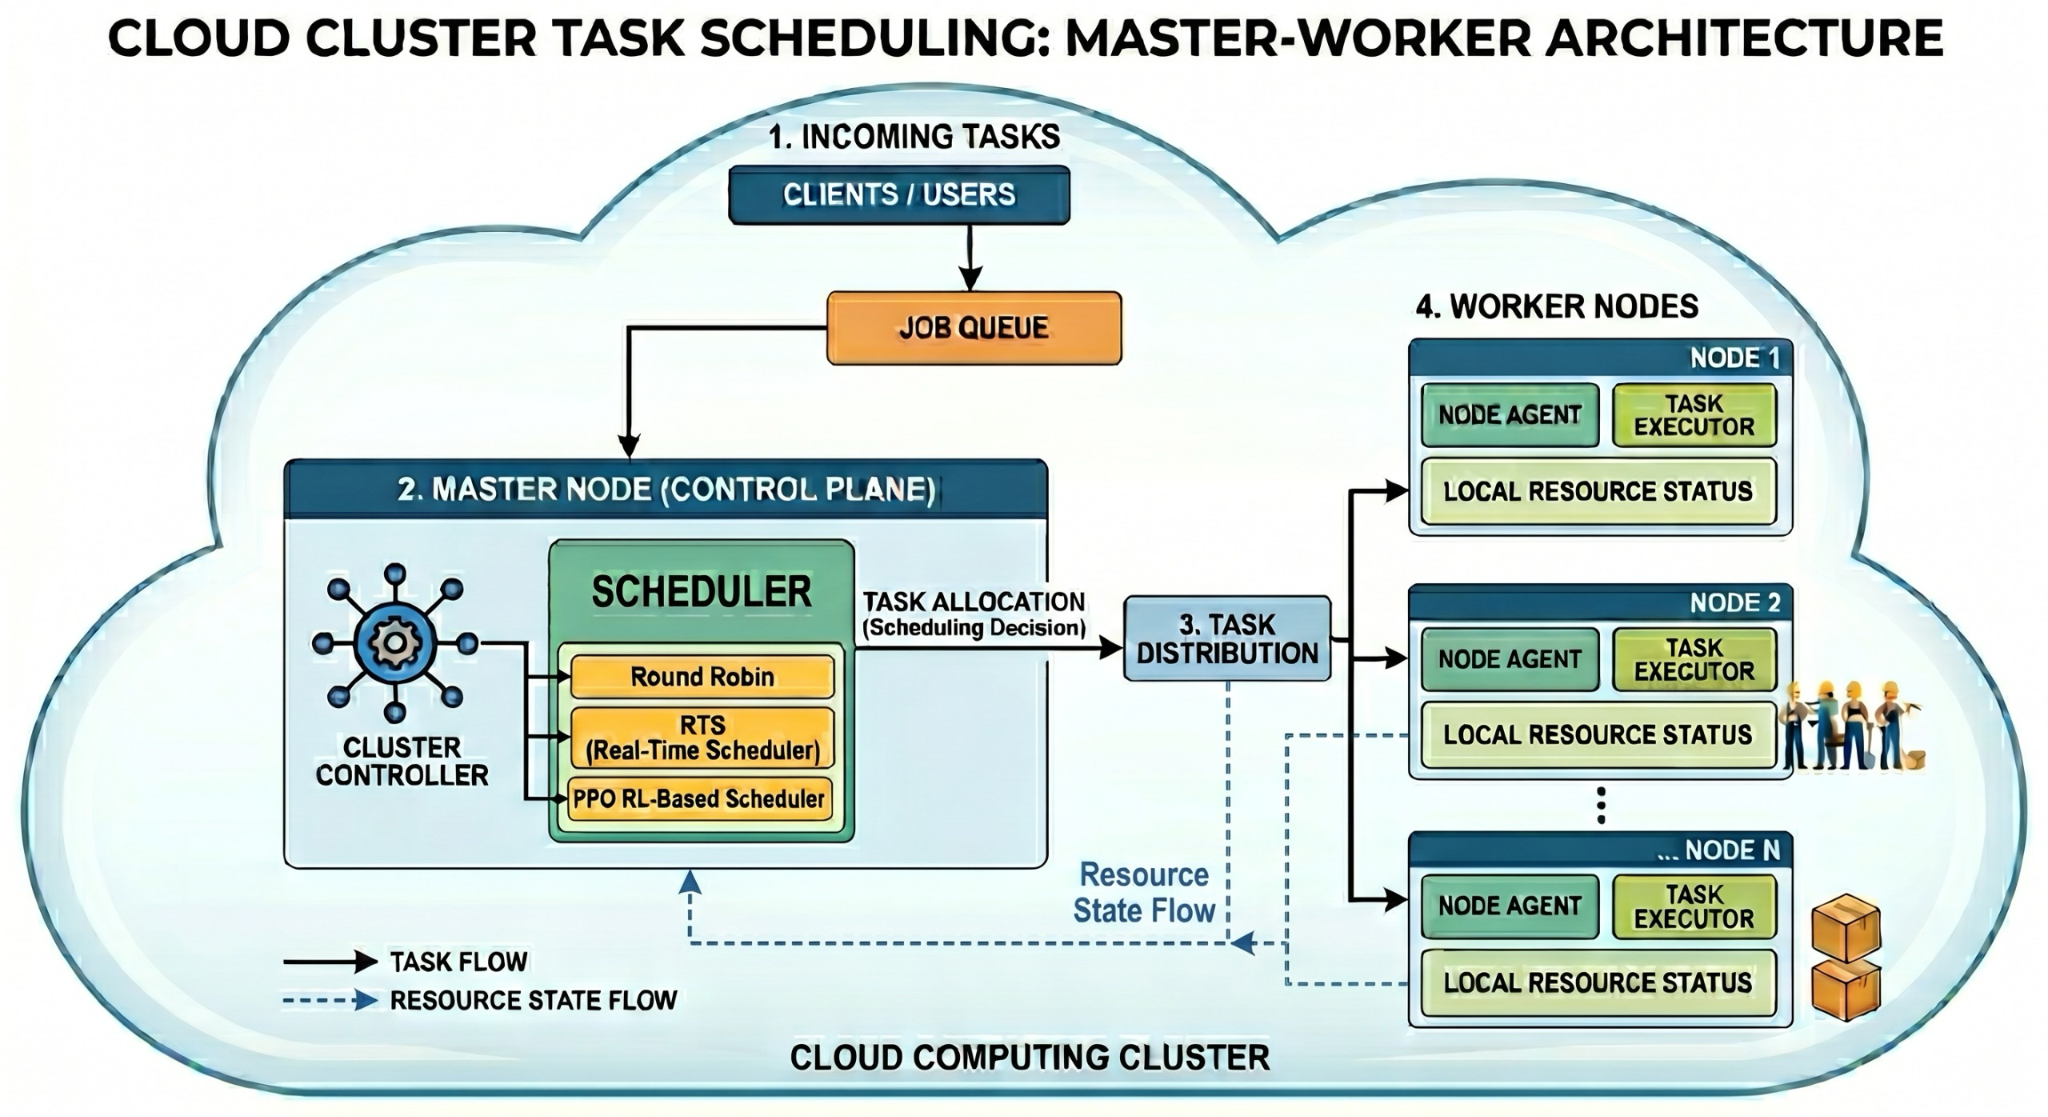 CLOUD CLUSTER TASK SCHEDULING: MASTER-WORKER ARCHITECTURE
1. INCOMING TASKS
CLIENTS / USERS
JOB QUEUE
2. MASTER NODE (CONTROL PLANE)
CLUSTER
CONTROLLER
SCHEDULER
Round Robin
RTS
(Real-Time Scheduler)
PPO RL-Based Scheduler
TASK ALLOCATION
(Scheduling Decision)
3. TASK
DISTRIBUTION
4. WORKER NODES
NODE 1
NODE AGENT
TASK
EXECUTOR
LOCAL RESOURCE STATUS
NODE 2
NODE AGENT
TASK
EXECUTOR
LOCAL RESOURCE STATUS
... NODE N
NODE AGENT
TASK
EXECUTOR
LOCAL RESOURCE STATUS
Resource
State Flow
TASK FLOW
RESOURCE STATE FLOW
CLOUD COMPUTING CLUSTER